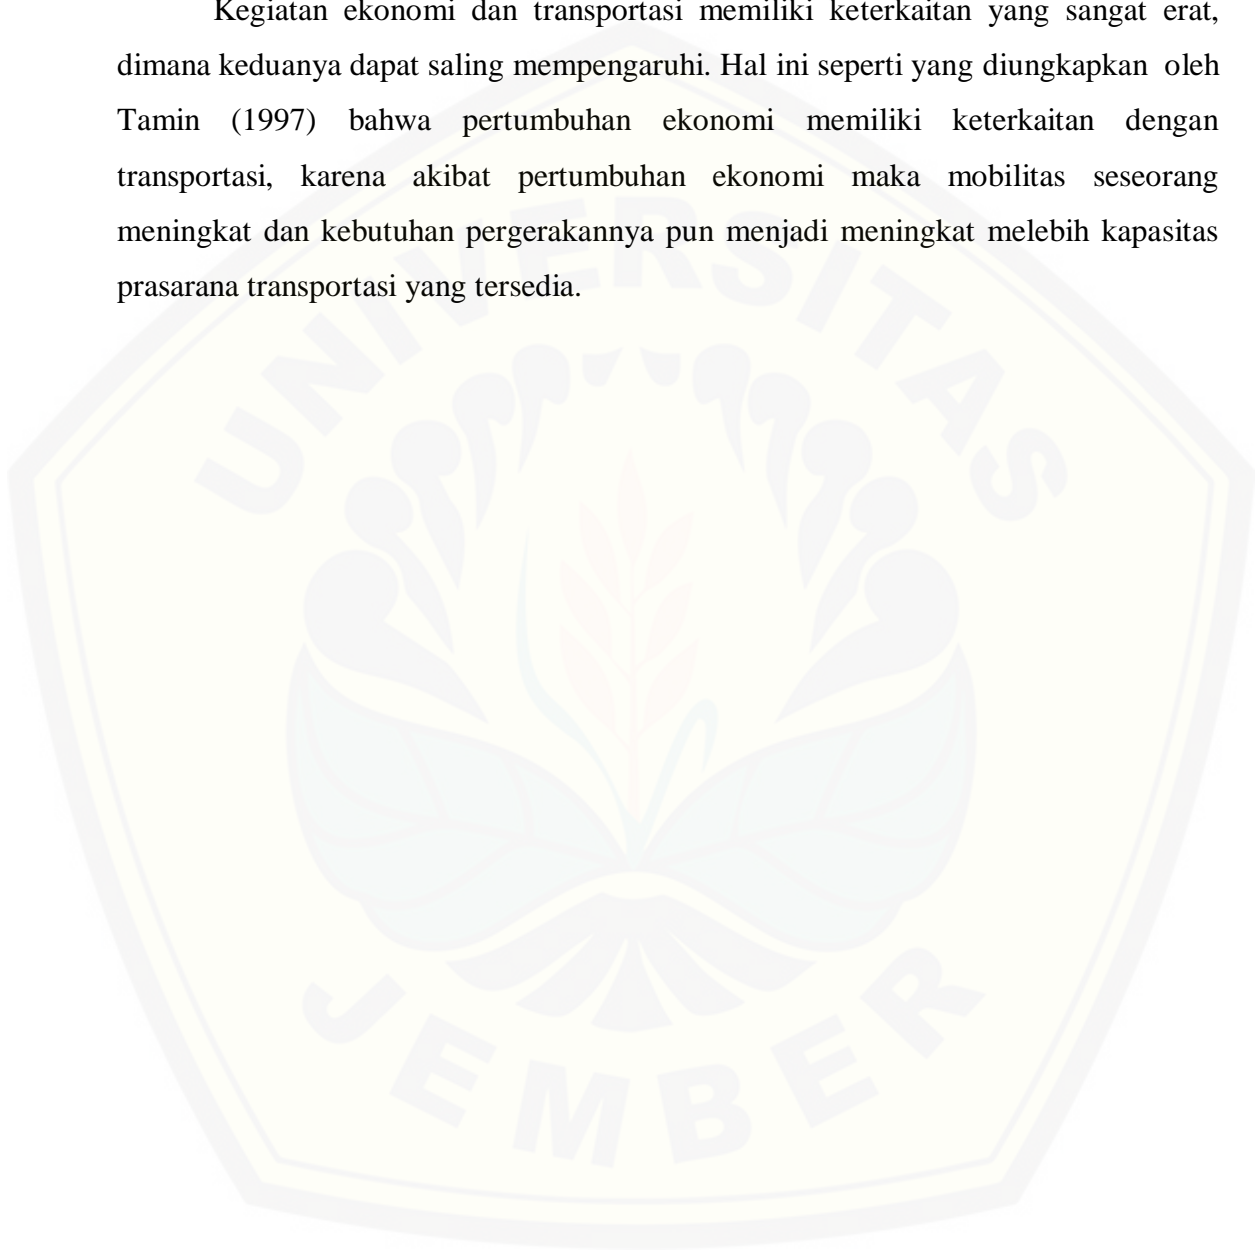 Kegiatan ekonomi dan transportasi memiliki keterkaitan yang sangat erat,
dimana keduanya dapat saling mempengaruhi. Hal ini seperti yang diungkapkan oleh
Tamin (1997) bahwa pertumbuhan ekonomi memiliki keterkaitan dengan
transportasi, karena akibat pertumbuhan ekonomi maka mobilitas seseorang
meningkat dan kebutuhan pergerakannya pun menjadi meningkat melebih kapasitas
prasarana transportasi yang tersedia.
UNIVERSITAS
JEMBER